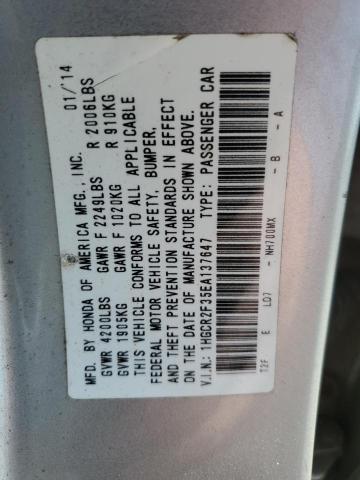 MFD. BY HONDA OF AMERICA MFG., INC. 01/14
GVWR 4200LBS GAWR F 2249LBS R 2006LBS
GVWR 1905KG GAWR F 1020KG R 910KG
THIS VEHICLE CONFORMS TO ALL APPLICABLE
FEDERAL MOTOR VEHICLE SAFETY, BUMPER,
AND THEFT PREVENTION STANDARDS IN EFFECT
ON THE DATE OF MANUFACTURE SHOWN ABOVE.
V.I.N.: 1HGCR2F35EA137647 TYPE: PASSENGER CAR
T2F E LD7 - NH700MX - B - A